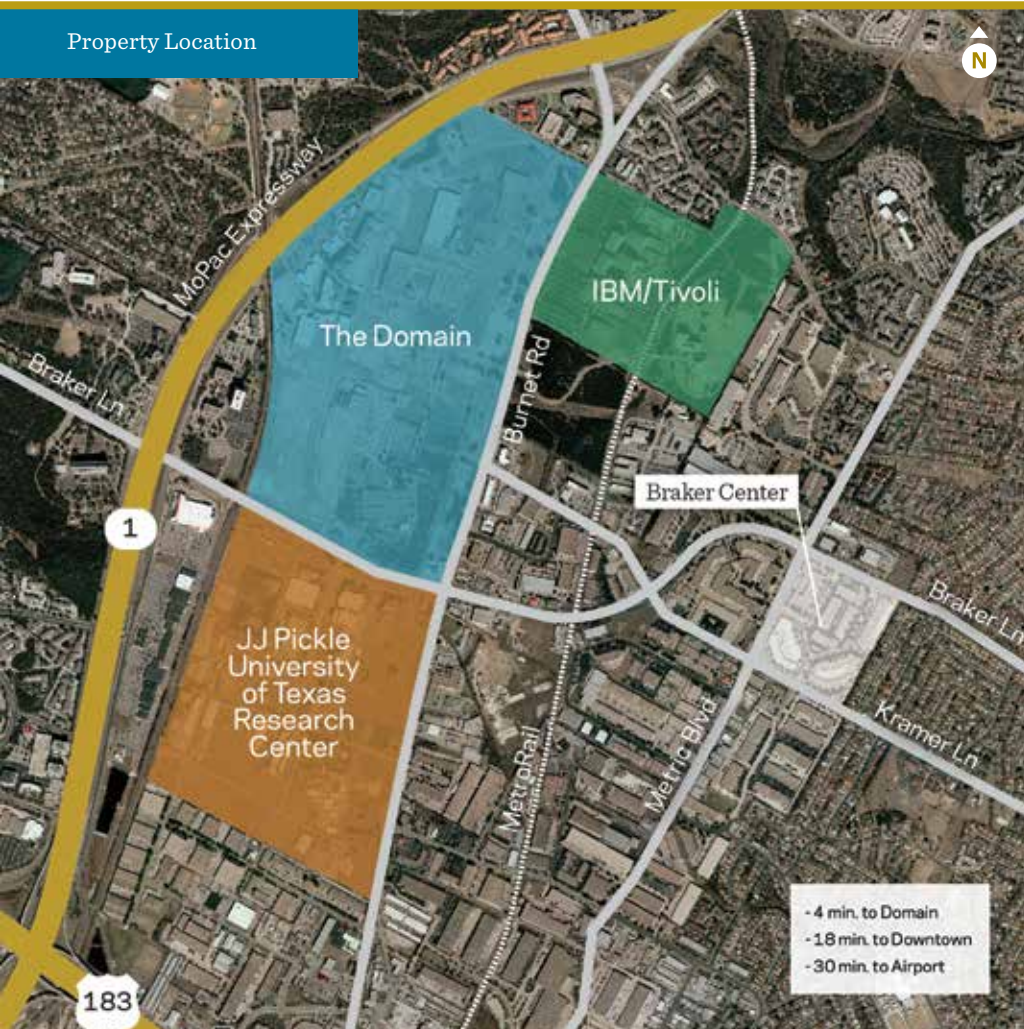 Property Location
N
MoPac Expressway
The Domain
IBM/Tivoli
Braker Ln
Burnet Rd
Braker Center
1
Braker Ln
JJ Pickle
University
of Texas
Research
Center
Kramer Ln
Metric Blvd
MetroRail
- 4 min. to Domain
- 18 min. to Downtown
- 30 min. to Airport
183